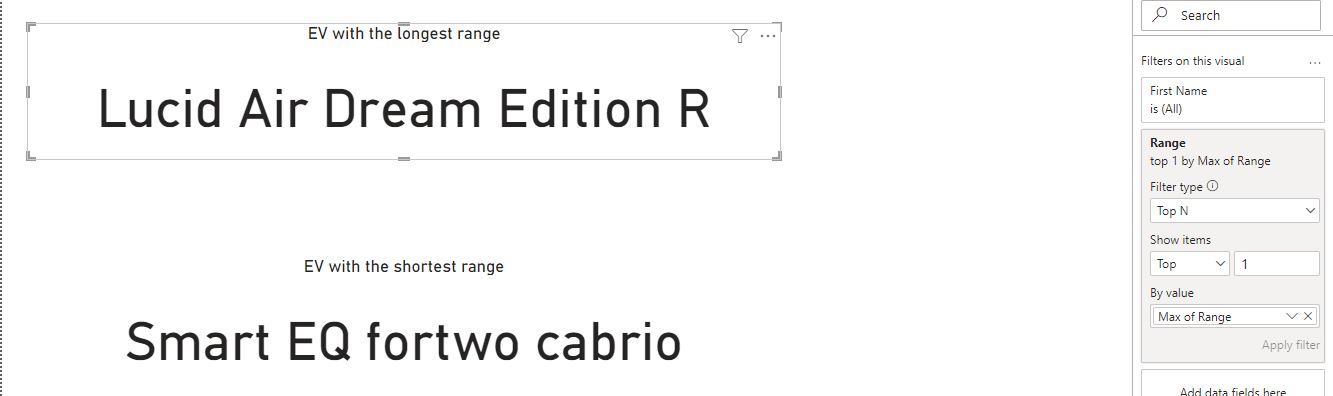 EV with the longest range
Lucid Air Dream Edition R
EV with the shortest range
Smart EQ fortwo cabrio
Search
Filters on this visual
First Name
is (All)
Range
top 1 by Max of Range
Filter type
Top N
Show items
Top 1
By value
Max of Range
Apply filter
Add data fields here